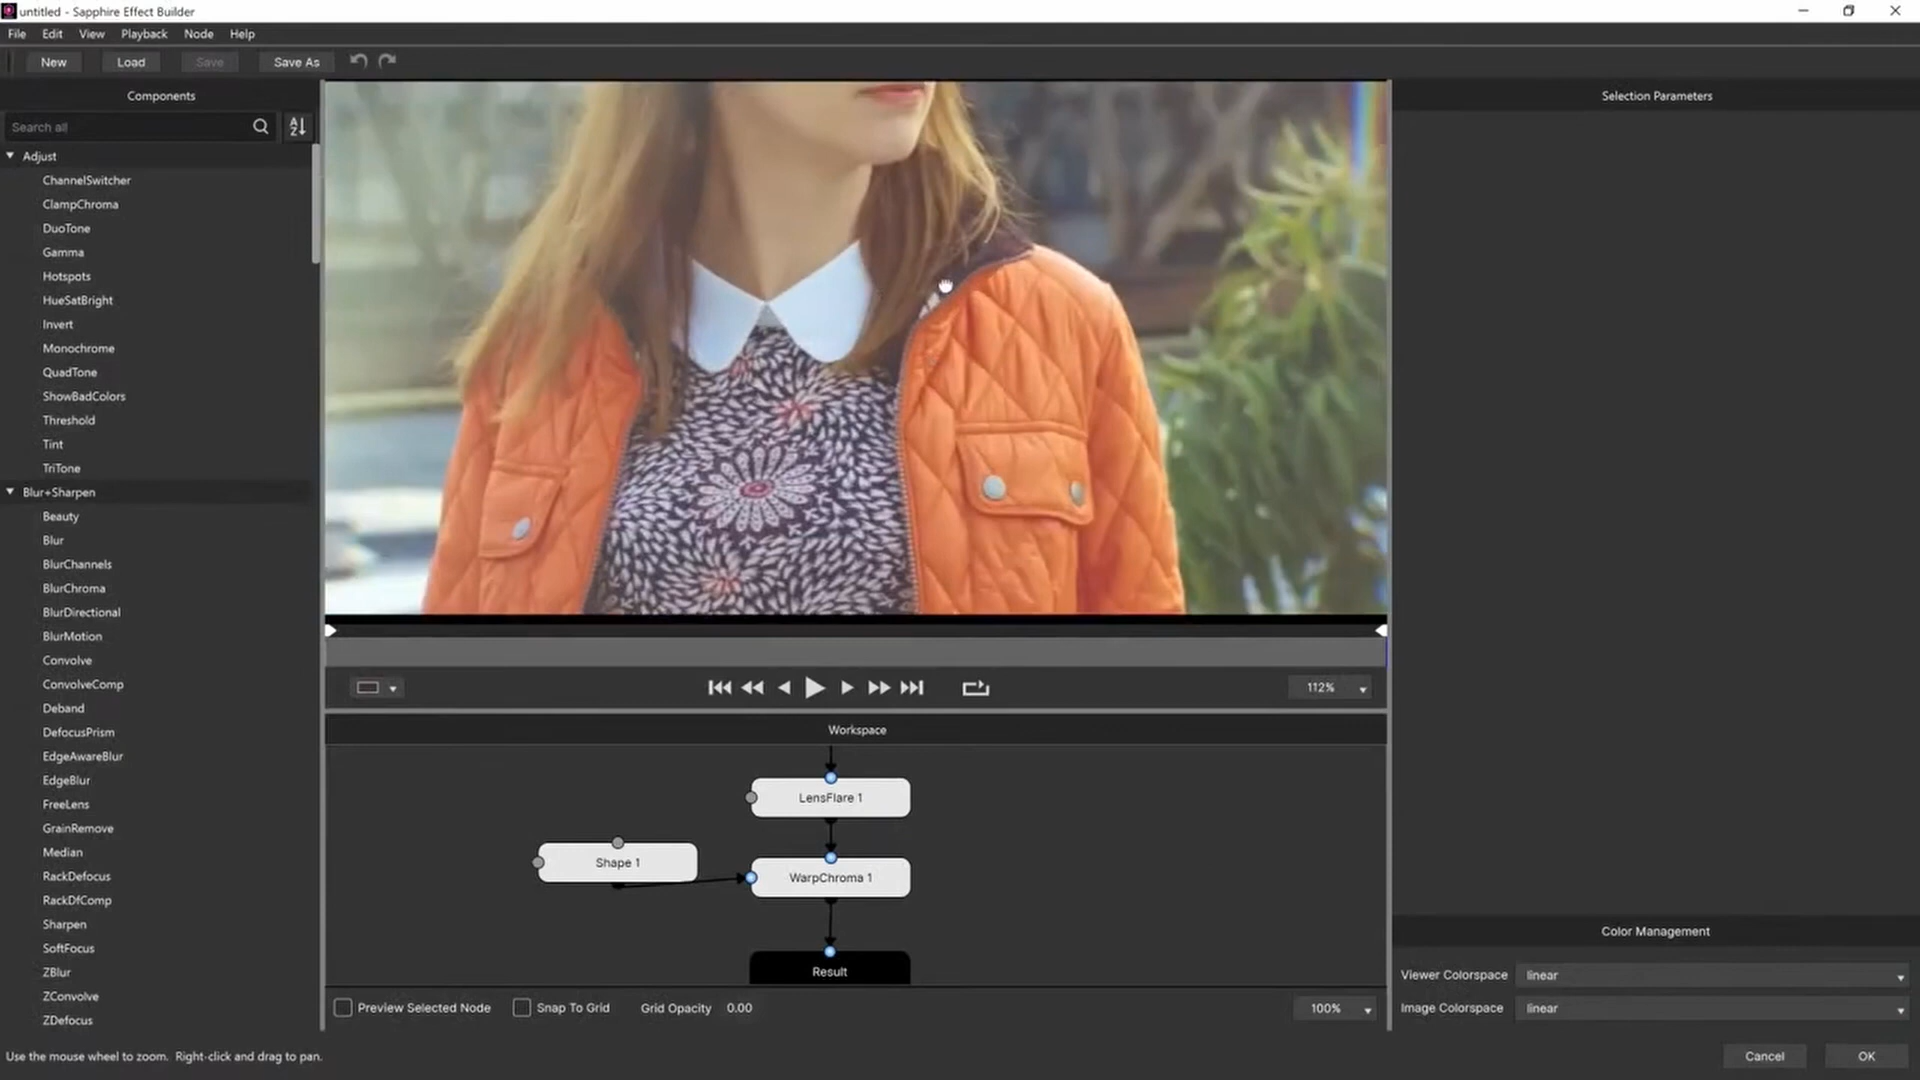 untitled - Sapphire Effect Builder
File Edit View Playback Node Help
New Load Save Save As
Components
Search all
Adjust
ChannelSwitcher
ClampChroma
DuoTone
Gamma
Hotspots
HueSatBright
Invert
Monochrome
QuadTone
ShowBadColors
Threshold
Tint
TriTone
Blur+Sharpen
Beauty
Blur
BlurChannels
BlurChroma
BlurDirectional
BlurMotion
Convolve
ConvolveComp
Deband
DefocusPrism
EdgeAwareBlur
EdgeBlur
FreeLens
GrainRemove
Median
RackDefocus
RackDfComp
Sharpen
SoftFocus
ZBlur
ZConvolve
ZDefocus
112%
Workspace
LensFlare 1
Shape 1
WarpChroma 1
Result
Preview Selected Node Snap To Grid Grid Opacity 0.00 100%
Selection Parameters
Color Management
Viewer Colorspace linear
Image Colorspace linear
Use the mouse wheel to zoom. Right-click and drag to pan.
Cancel OK